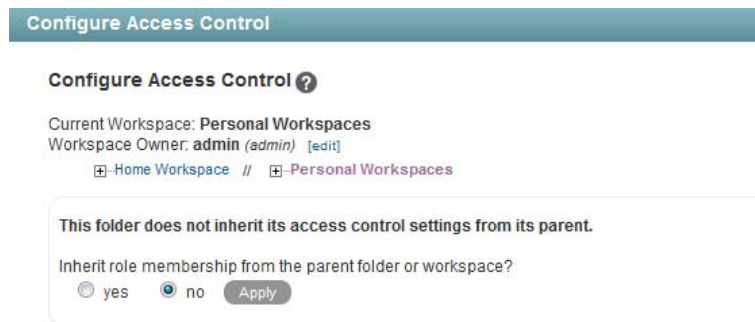 Configure Access Control
Configure Access Control ?
Current Workspace: Personal Workspaces
Workspace Owner: admin (admin) [edit]
Home Workspace // Personal Workspaces
This folder does not inherit its access control settings from its parent.
Inherit role membership from the parent folder or workspace?
yes no Apply